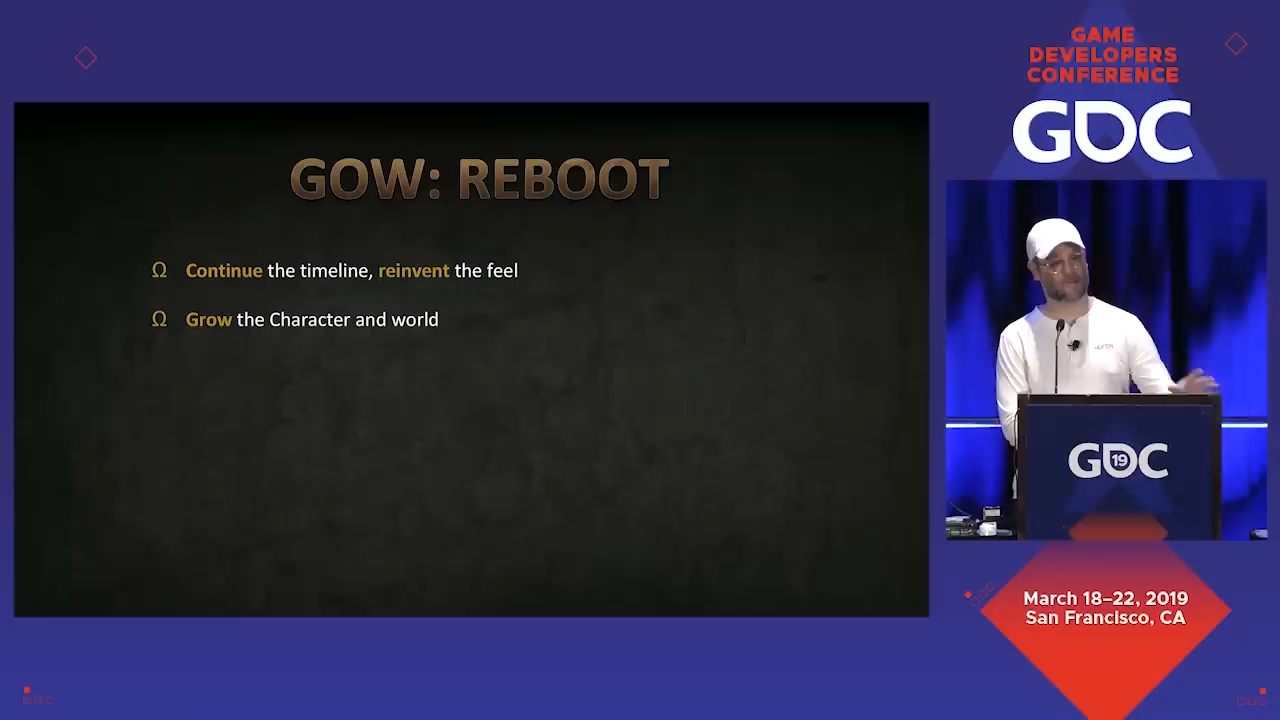 GAME
DEVELOPERS
CONFERENCE
GDC
GOW: REBOOT
Ω Continue the timeline, reinvent the feel
Ω Grow the Character and world
GDC
19
March 18–22, 2019
San Francisco, CA